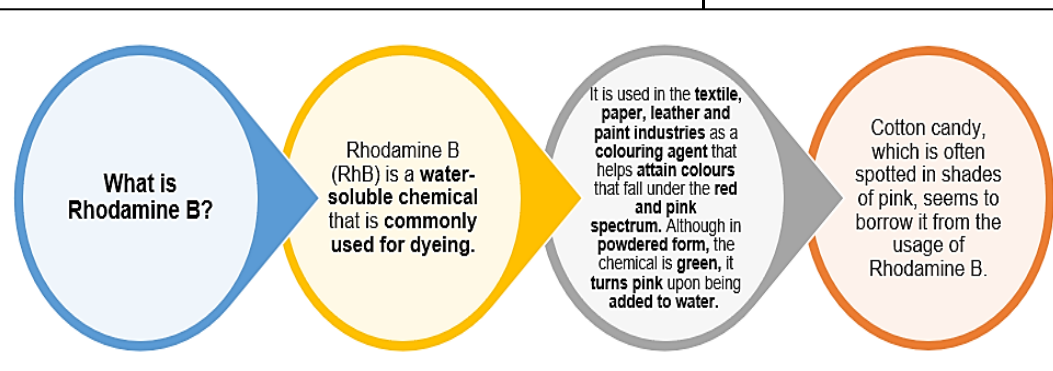 What is
Rhodamine B?
Rhodamine B
(RhB) is a water-
soluble chemical
that is commonly
used for dyeing.
It is used in the textile,
paper, leather and
paint industries as a
colouring agent that
helps attain colours
that fall under the red
and pink
spectrum. Although in
powdered form, the
chemical is green, it
turns pink upon being
added to water.
Cotton candy,
which is often
spotted in shades
of pink, seems to
borrow it from the
usage of
Rhodamine B.